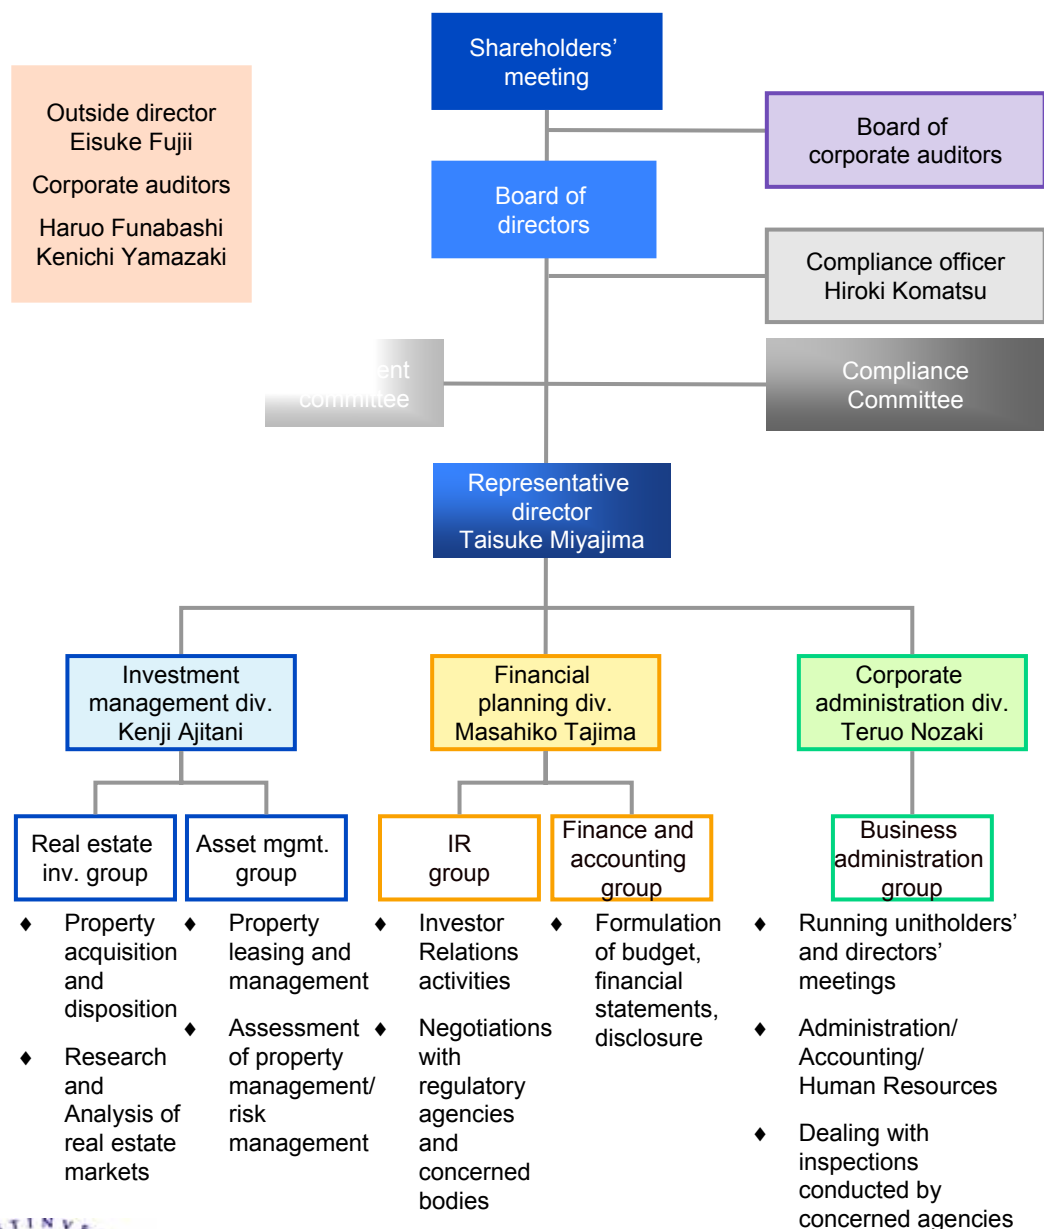 Shareholders'
meeting
Outside director
Eisuke Fujii
Corporate auditors
Haruo Funabashi
Kenichi Yamazaki
Board of
corporate auditors
Board of
directors
Compliance officer
Hiroki Komatsu
committee
Compliance
Committee
Representative
director
Taisuke Miyajima
Investment
management div.
Kenji Ajitani
Financial
planning div.
Masahiko Tajima
Corporate
administration div.
Teruo Nozaki
Real estate
inv. group
Asset mgmt.
group
IR
group
Finance and
accounting
group
Business
administration
group
♦ Property
acquisition
and
disposition
♦ Research
and
Analysis of
real estate
markets
♦ Property
leasing and
management
♦ Assessment
of property
management/
risk
management
♦ Investor
Relations
activities
♦ Negotiations
with
regulatory
agencies
and
concerned
bodies
♦ Formulation
of budget,
financial
statements,
disclosure
♦ Running unitholders'
and directors'
meetings
♦ Administration/
Accounting/
Human Resources
♦ Dealing with
inspections
conducted by
concerned agencies